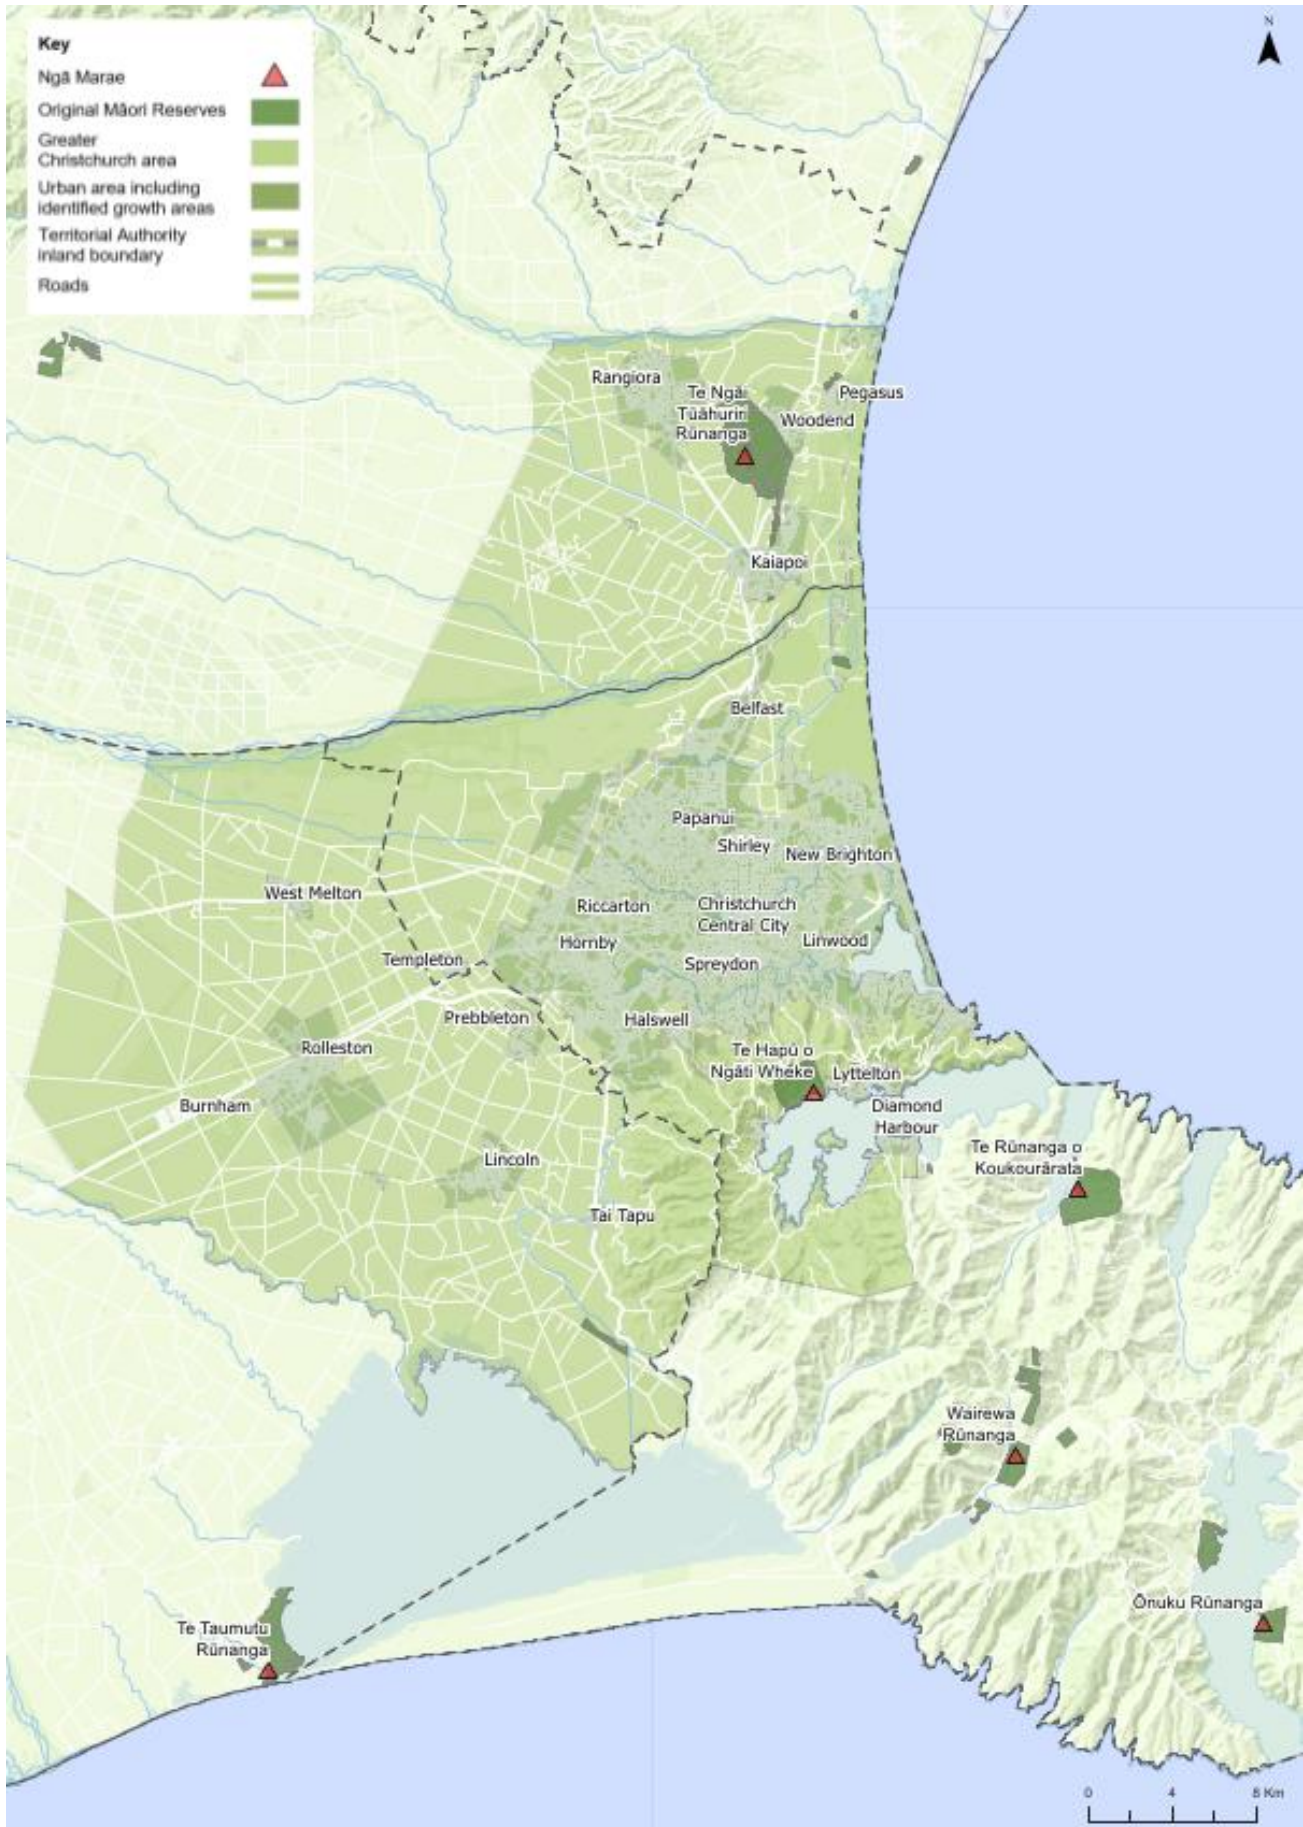 Key
Ngā Marae
Original Māori Reserves
Greater
Christchurch area
Urban area including
identified growth areas
Territorial Authority
inland boundary
Roads
N
Rangiora
Te Ngāi
Tūāhuriri
Rūnanga
Pegasus
Woodend
Kaiapoi
Belfast
Papanui
Shirley
New Brighton
West Melton
Riccarton
Christchurch
Central City
Hornby
Linwood
Templeton
Spreydon
Prebbleton
Halswell
Rolleston
Te Hapū o
Ngāti Wheke
Lyttelton
Burnham
Diamond
Harbour
Lincoln
Te Rūnanga o
Koukourārata
Tai Tapu
Wairewa
Rūnanga
Ōnuku Rūnanga
Te Taumutu
Rūnanga
0 4 8 Km